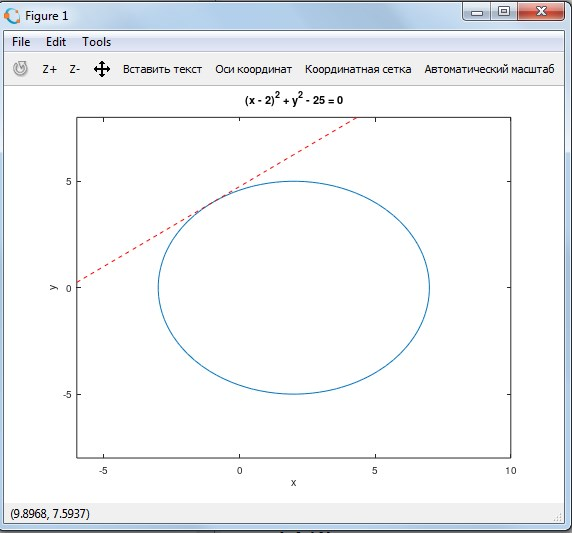 Figure 1
File Edit Tools
Z+ Z- Вставить текст Оси координат Координатная сетка Автоматический масштаб
(x - 2)² + y² - 25 = 0
5
y 0
-5
-5 0 5 10
x
(9.8968, 7.5937)